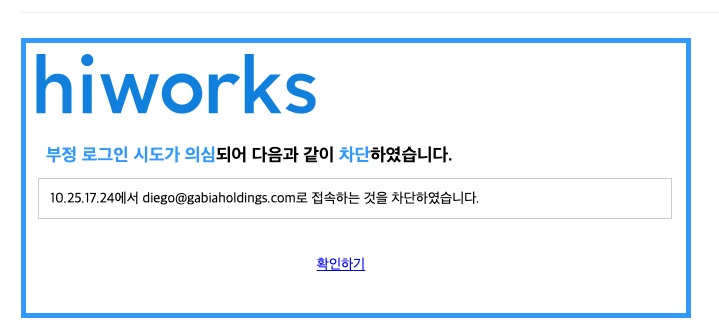 hiworks
부정 로그인 시도가 의심되어 다음과 같이 차단하였습니다.
10.25.17.24에서 diego@gabiaholdings.com로 접속하는 것을 차단하였습니다.
확인하기